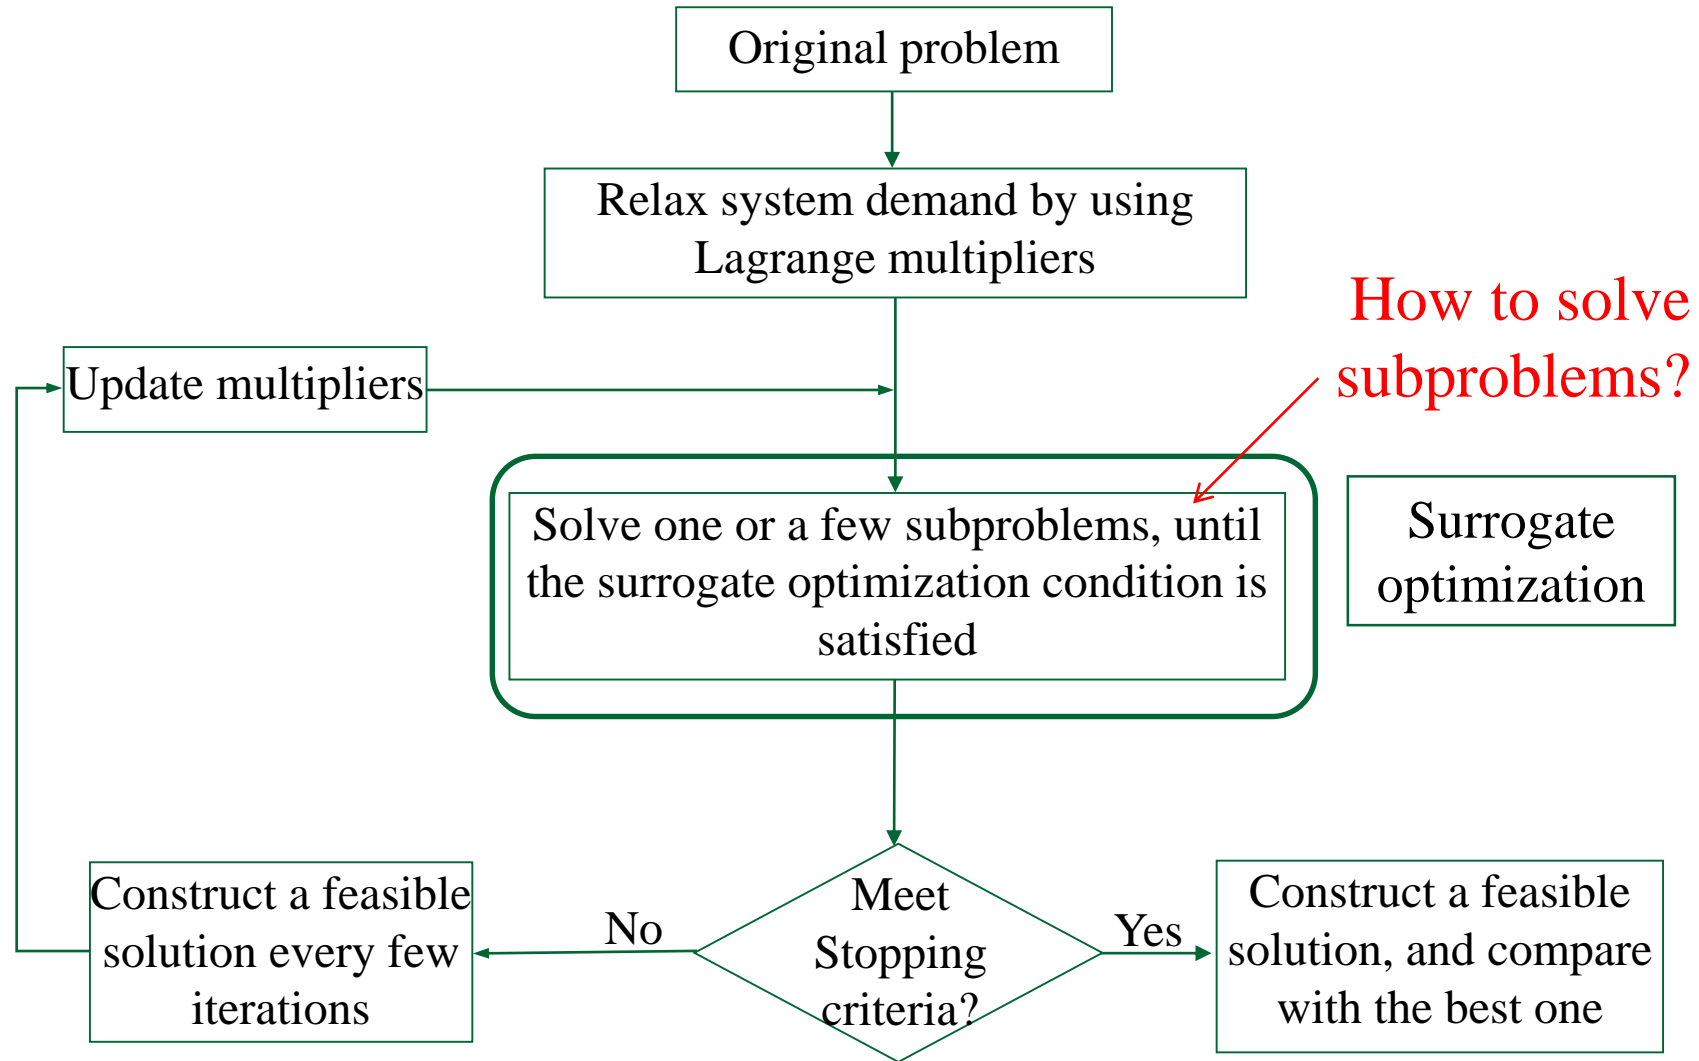 Original problem
Relax system demand by using
Lagrange multipliers
How to solve
subproblems?
Update multipliers
Solve one or a few subproblems, until
the surrogate optimization condition is
satisfied
Surrogate
optimization
Meet
Stopping
criteria?
No
Yes
Construct a feasible
solution every few
iterations
Construct a feasible
solution, and compare
with the best one